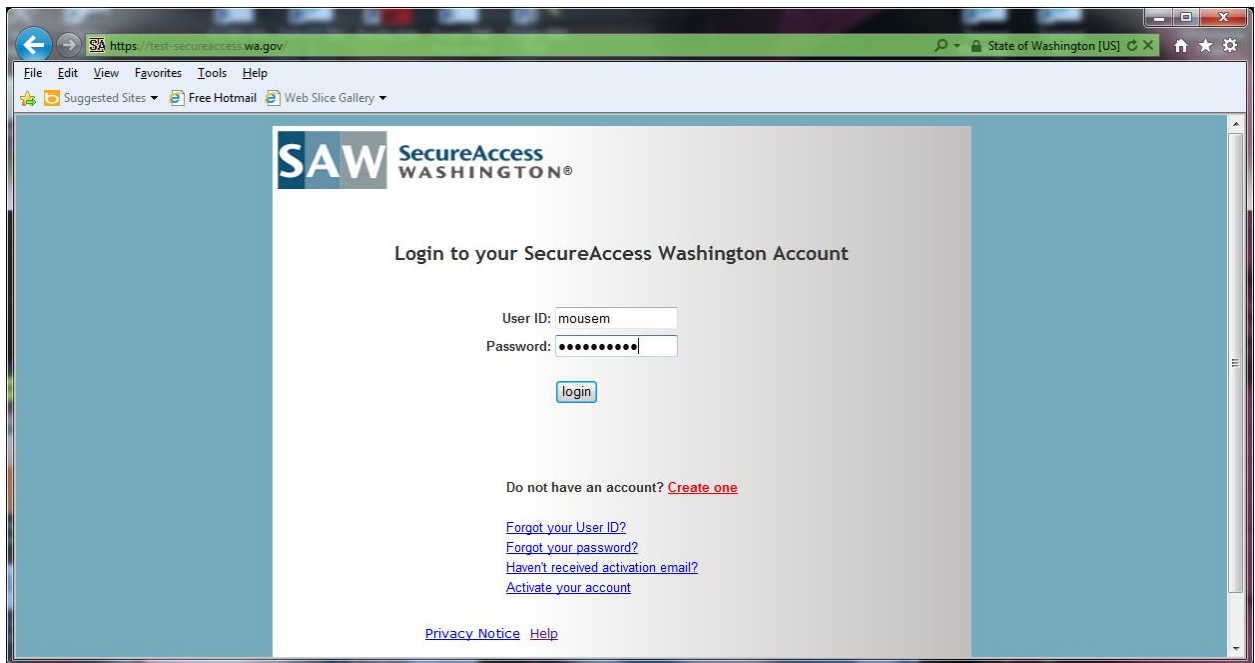 SA https://test-secureaccess.wa.gov/ State of Washington [US]
File Edit View Favorites Tools Help
Suggested Sites Free Hotmail Web Slice Gallery
SAW SecureAccess
WASHINGTON®
Login to your SecureAccess Washington Account
User ID: mousem
Password: ••••••••••
login
Do not have an account? Create one
Forgot your User ID?
Forgot your password?
Haven't received activation email?
Activate your account
Privacy Notice Help